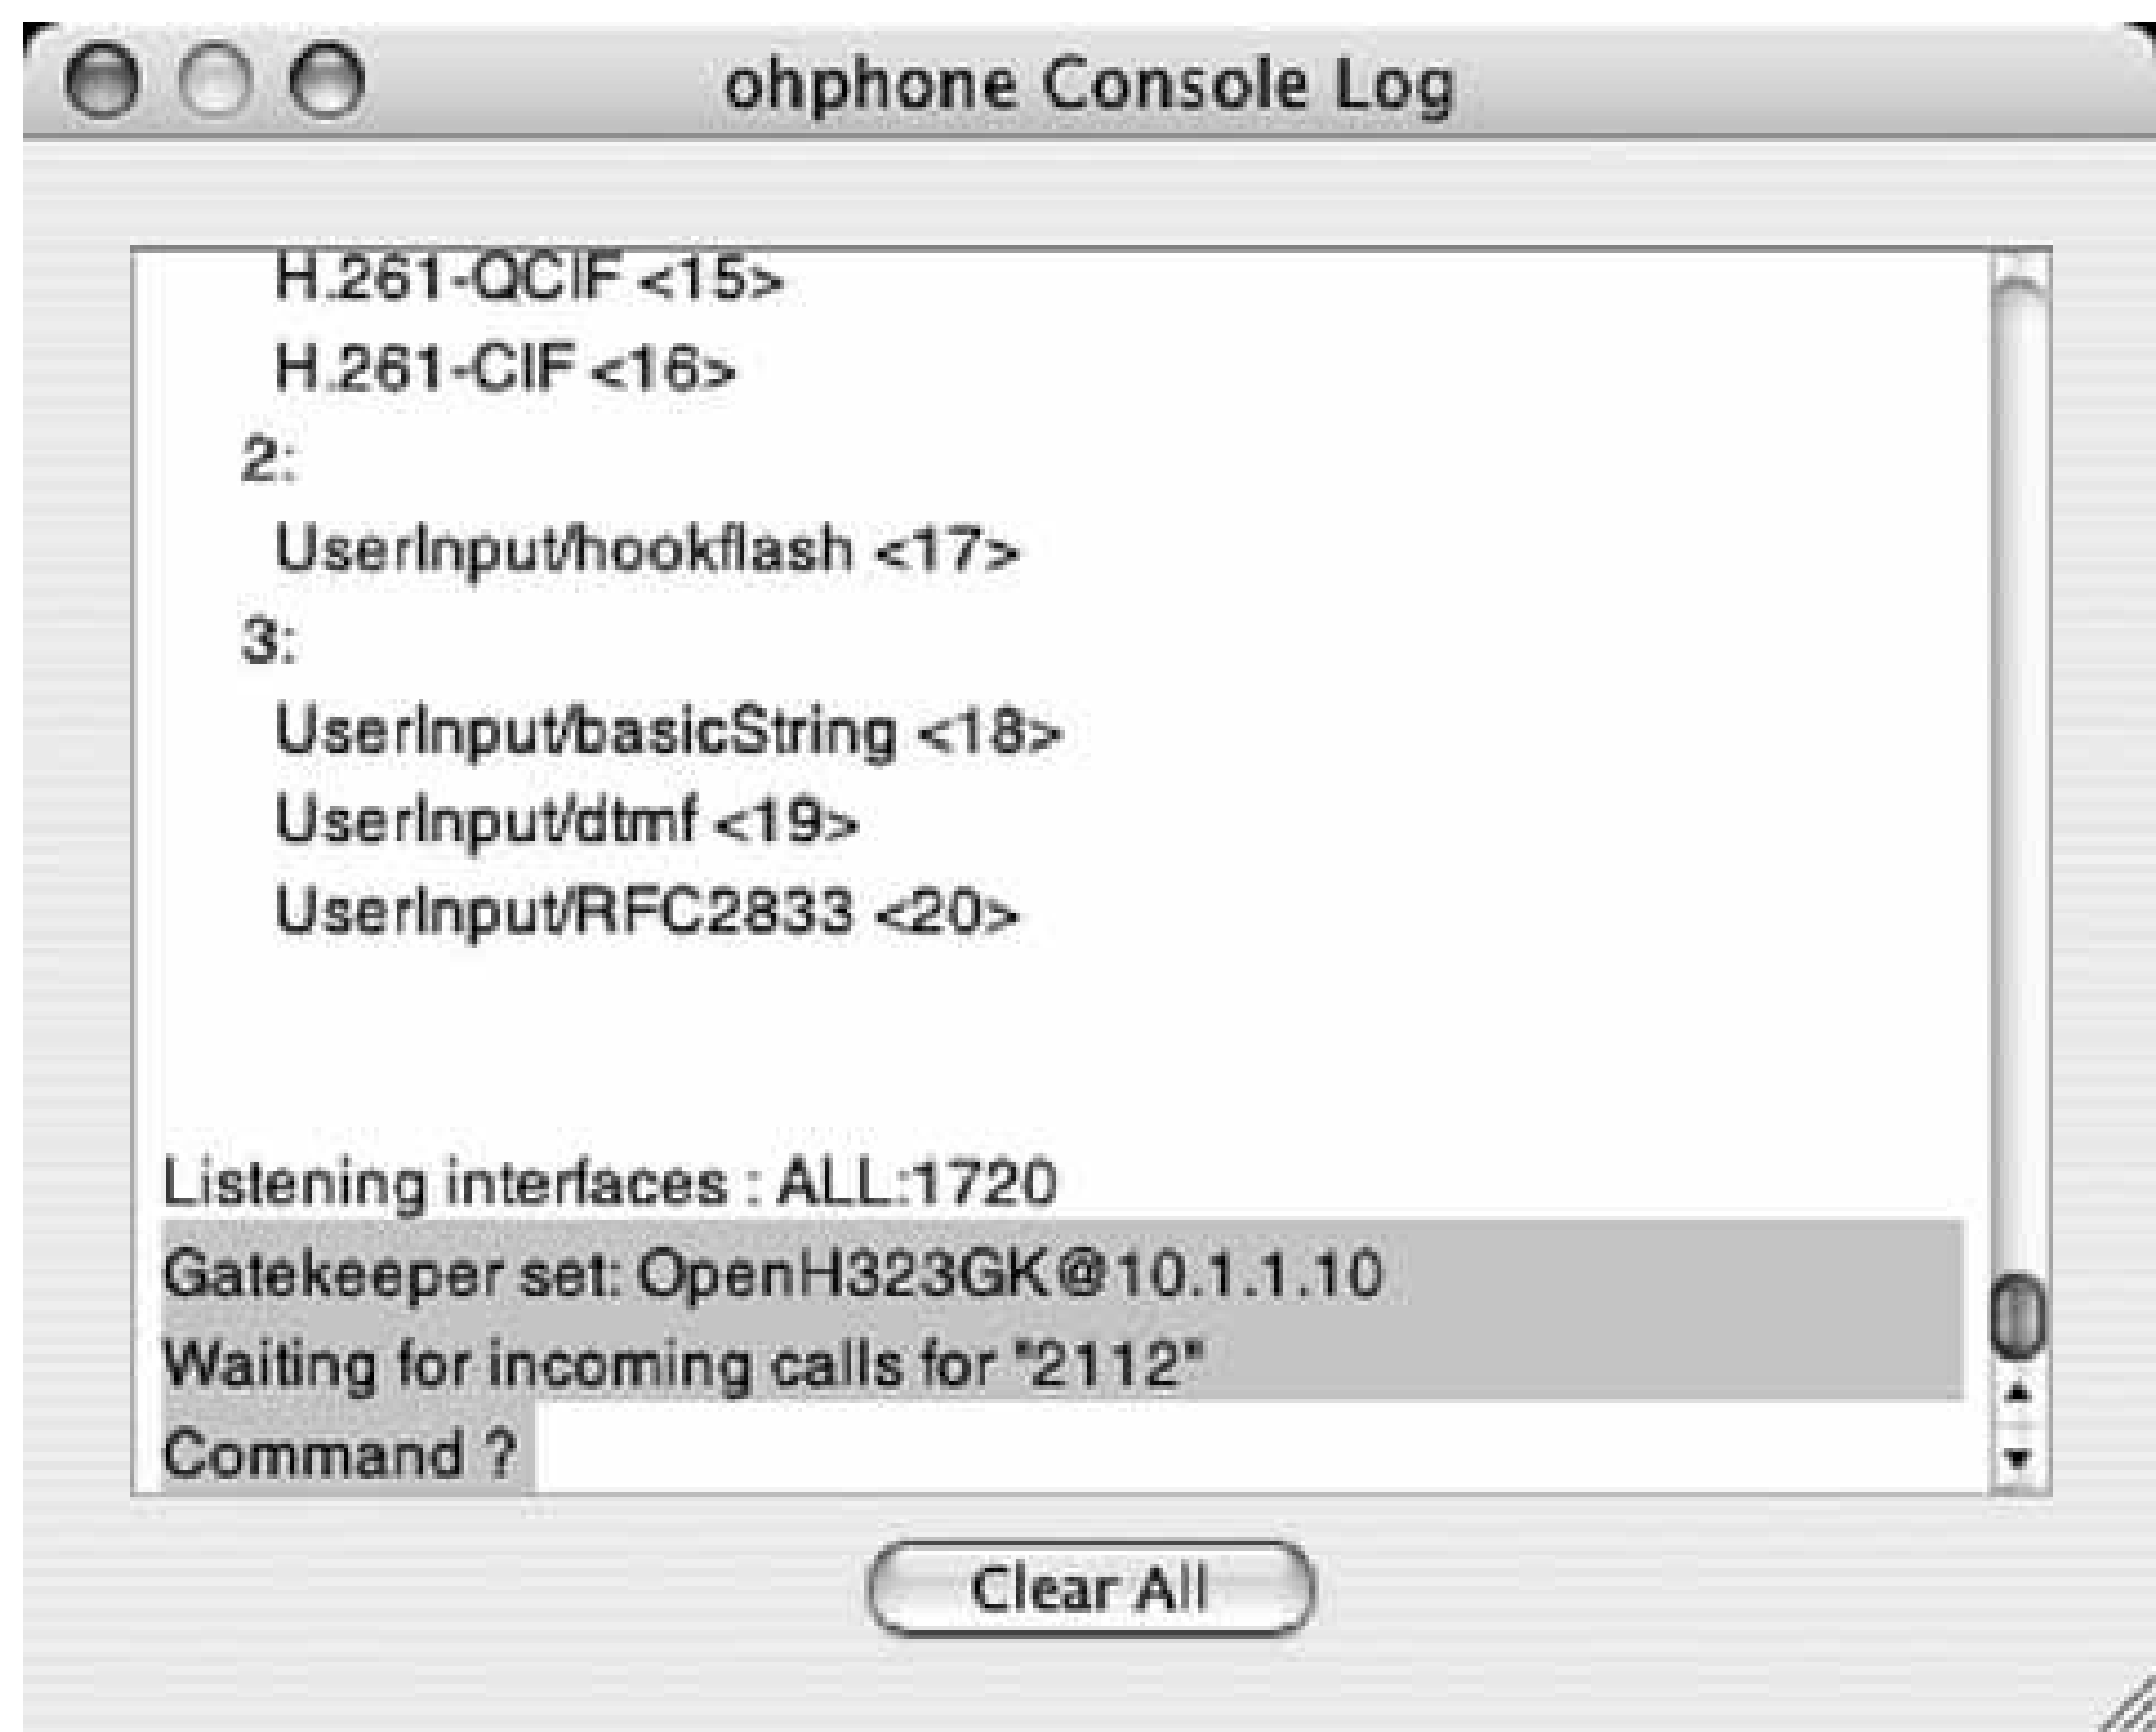 ohphone Console Log
H.261-QCIF <15>
H.261-CIF <16>
2:
UserInput/hookflash <17>
3:
UserInput/basicString <18>
UserInput/dtmf <19>
UserInput/RFC2833 <20>
Listening interfaces : ALL:1720
Gatekeeper set: OpenH323GK@10.1.1.10
Waiting for incoming calls for "2112"
Command ?
Clear All